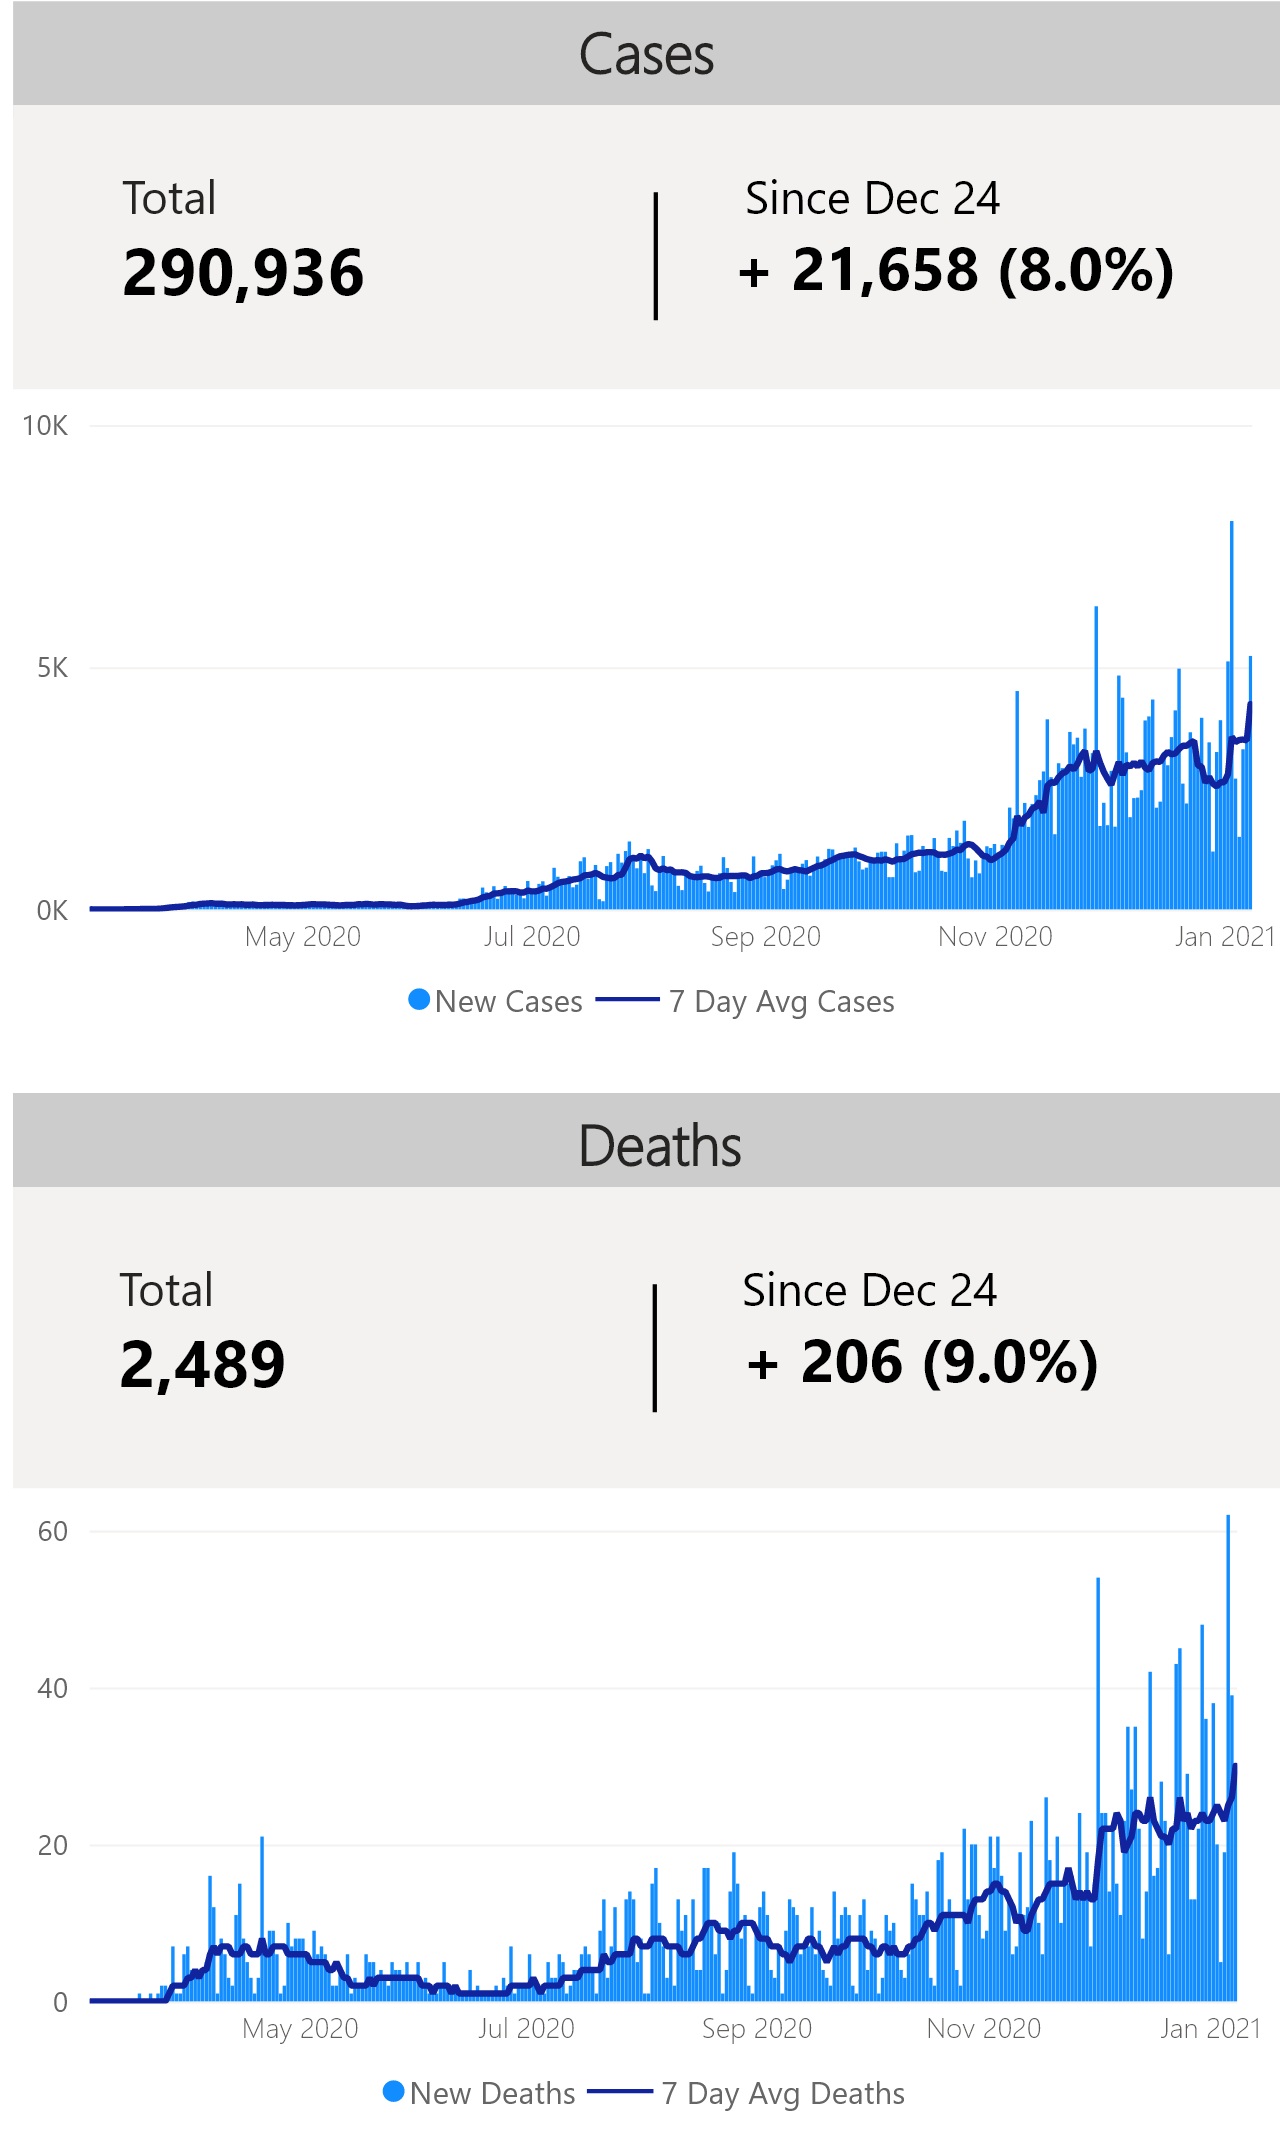 Cases
Total
Since Dec 24
290,936
+ 21,658 (8.0%)
10K
5K
0K
May 2020 Jul 2020 Sep 2020 Nov 2020 Jan 2021
New Cases 7 Day Avg Cases
Deaths
Total
Since Dec 24
2,489
+ 206 (9.0%)
60
40
20
0
May 2020 Jul 2020 Sep 2020 Nov 2020 Jan 2021
New Deaths 7 Day Avg Deaths